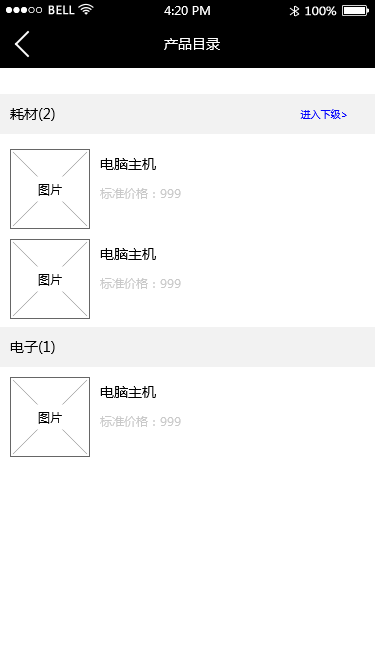 BELL 4:20 PM 100%
产品目录
耗材(2) 进入下级>
图片
电脑主机
标准价格：999
图片
电脑主机
标准价格：999
电子(1)
图片
电脑主机
标准价格：999